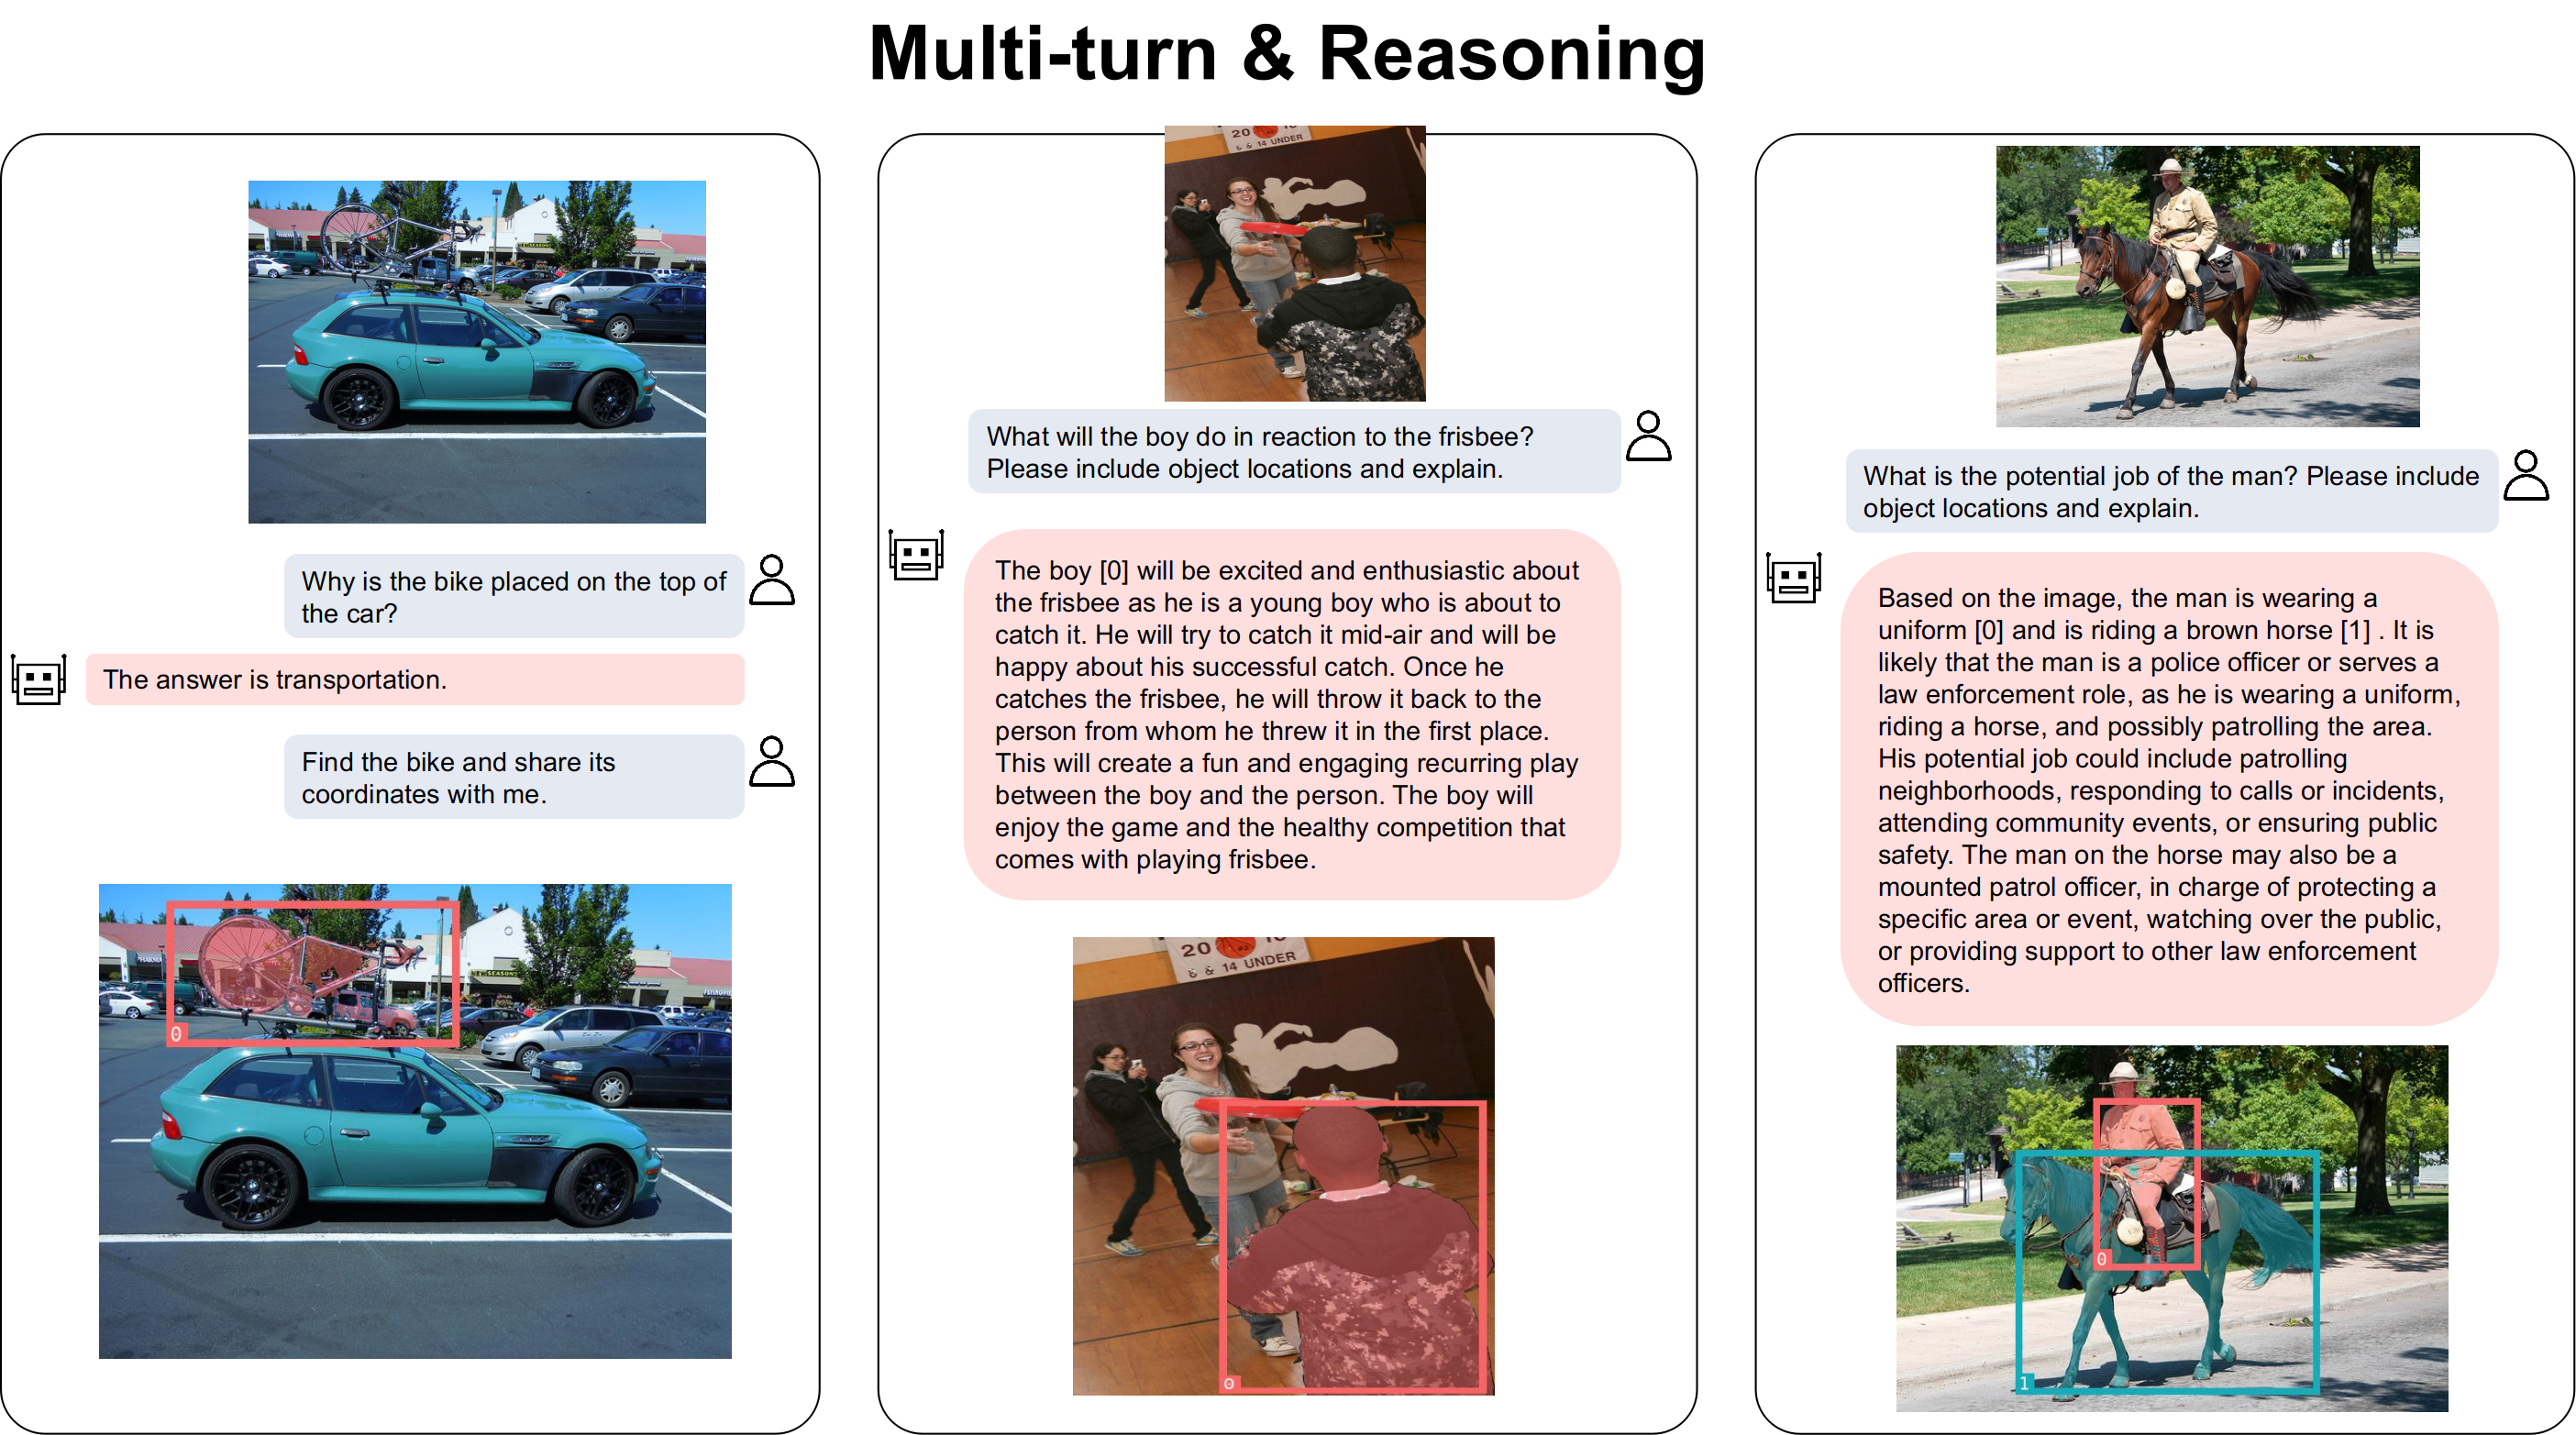 Multi-turn & Reasoning
Why is the bike placed on the top of
the car?
The answer is transportation.
Find the bike and share its
coordinates with me.
0
20
6 & 14 UNDER
What will the boy do in reaction to the frisbee?
Please include object locations and explain.
The boy [0] will be excited and enthusiastic about
the frisbee as he is a young boy who is about to
catch it. He will try to catch it mid-air and will be
happy about his successful catch. Once he
catches the frisbee, he will throw it back to the
person from whom he threw it in the first place.
This will create a fun and engaging recurring play
between the boy and the person. The boy will
enjoy the game and the healthy competition that
comes with playing frisbee.
20
& 14 UNDER
0
What is the potential job of the man? Please include
object locations and explain.
Based on the image, the man is wearing a
uniform [0] and is riding a brown horse [1] . It is
likely that the man is a police officer or serves a
law enforcement role, as he is wearing a uniform,
riding a horse, and possibly patrolling the area.
His potential job could include patrolling
neighborhoods, responding to calls or incidents,
attending community events, or ensuring public
safety. The man on the horse may also be a
mounted patrol officer, in charge of protecting a
specific area or event, watching over the public,
or providing support to other law enforcement
officers.
0
1